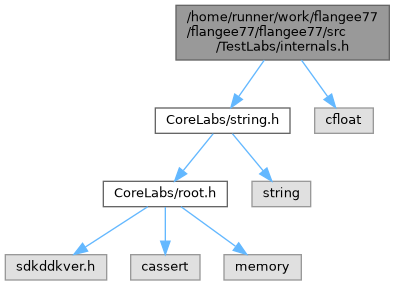 /home/runner/work/flangee77
/flangee77/flangee77/src
/TestLabs/internals.h
CoreLabs/string.h
cfloat
CoreLabs/root.h
string
sdkddkver.h
cassert
memory